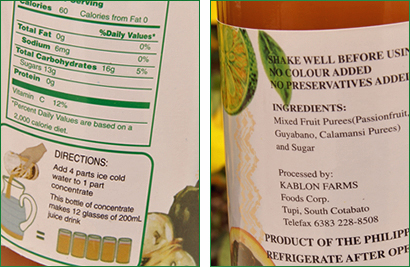 Serving
Calories 60 Calories from Fat 0
%Daily Values*
Total Fat 0g 0%
Sodium 6mg 0%
Total Carbohydrates 16g 5%
Sugars 13g
Protein 0g
Vitamin C 12%
*Percent Daily Values are based on a
2,000 calorie diet.
DIRECTIONS:
Add 4 parts ice cold
water to 1 part
concentrate
This bottle of concentrate
makes 12 glasses of 200mL
juice drink
=
SHAKE WELL BEFORE USIN
NO COLOUR ADDED
NO PRESERVATIVES ADDE
INGREDIENTS:
Mixed Fruit Purees(Passionfruit,
Guyabano, Calamansi Purees)
and Sugar
Processed by:
KABLON FARMS
Foods Corp.
Tupi, South Cotabato
Telefax 6383 228-8508
PRODUCT OF THE PHILIPP
REFRIGERATE AFTER OPE